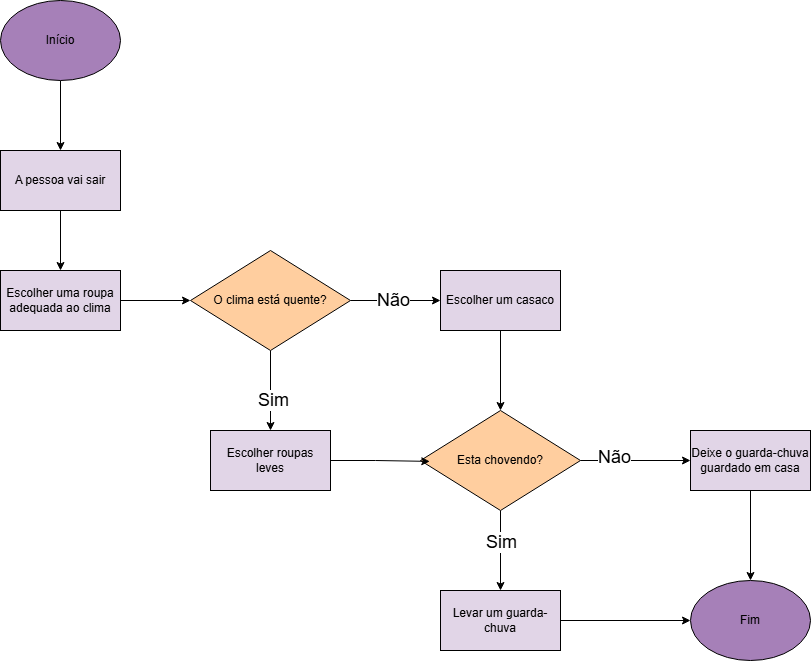 Início
A pessoa vai sair
Escolher uma roupa
adequada ao clima
O clima está quente?
Não
Escolher um casaco
Sim
Escolher roupas
leves
Esta chovendo?
Não
Deixe o guarda-chuva
guardado em casa
Sim
Levar um guarda-
chuva
Fim